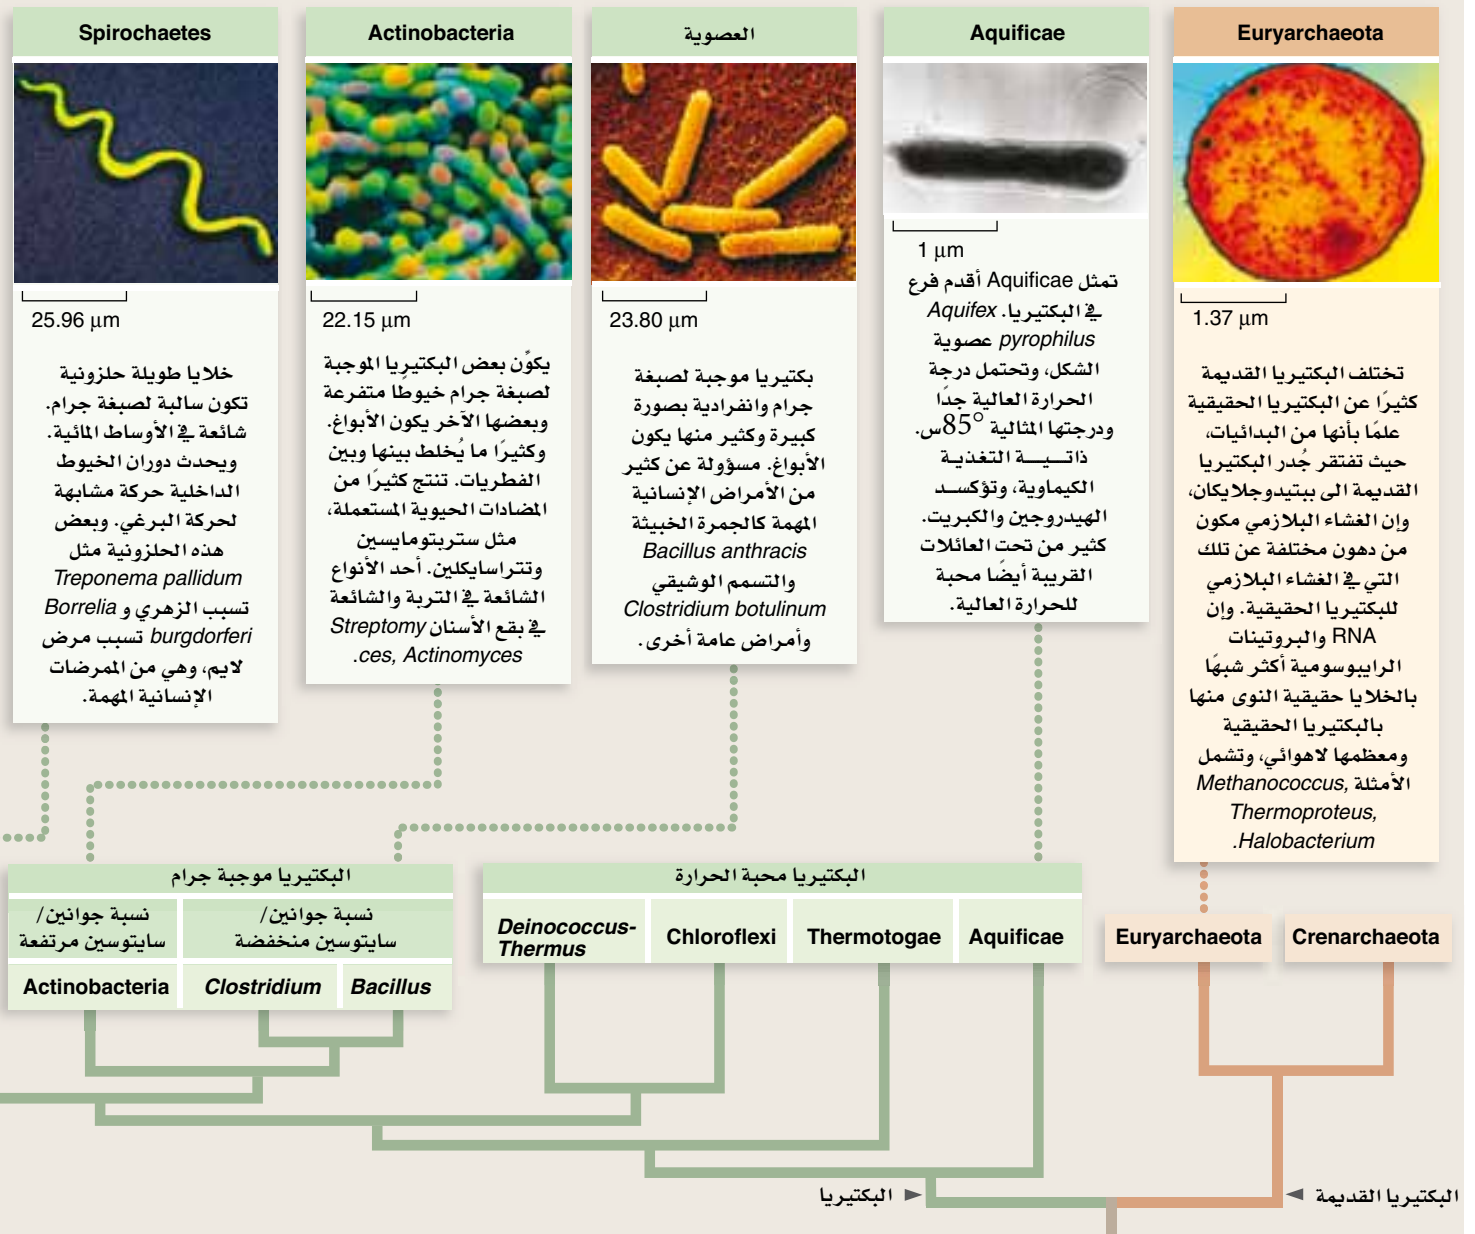 Euryarchaeota
1.37 µm
تختلف البكتيريا القديمة
كثيرًا عن البكتيريا الحقيقية
علمًا بأنها من البدائيات،
حيث تفتقر جُدر البكتيريا
القديمة الى ببتيدوجلايكان،
وإن الغشاء البلازمي مكون
من دهون مختلفة عن تلك
التي في الغشاء البلازمي
للبكتيريا الحقيقية. وإن
RNA والبروتينات
الرايبوسومية أكثر شبهًا
بالخلايا حقيقية النوى منها
بالبكتيريا الحقيقية
ومعظمها لاهوائي، وتشمل
الأمثلة Methanococcus,
Thermoproteus,
Halobacterium.
Aquificae
1 µm
تمثل Aquificae أقدم فرع
في البكتيريا. Aquifex
pyrophilus عصوية
الشكل، وتحتمل درجة
الحرارة العالية جدًا
ودرجتها المثالية 85°س.
ذاتـيـــة التغذيـة
الكيماوية، وتؤكسـد
الهيدروجين والكبريت.
كثير من تحت العائلات
القريبة أيضًا محبة
للحرارة العالية.
العصوية
23.80 µm
بكتيريا موجبة لصبغة
جرام وانفرادية بصورة
كبيرة وكثير منها يكون
الأبواغ. مسؤولة عن كثير
من الأمراض الإنسانية
المهمة كالجمرة الخبيثة
Bacillus anthracis
والتسمم الوشيقي
Clostridium botulinum
وأمراض عامة أخرى.
Actinobacteria
22.15 µm
يكوِّن بعض البكتيريا الموجبة
لصبغة جرام خيوطًا متفرعة
وبعضها الآخر يكون الأبواغ.
وكثيرًا ما يُخلط بينها وبين
الفطريات. تنتج كثيرًا من
المضادات الحيوية المستعملة،
مثل ستربتومايسين
وتتراسايكلين. أحد الأنواع
الشائعة في التربة والشائعة
في بقع الأسنان Streptomy
ces, Actinomyces.
Spirochaetes
25.96 µm
خلايا طويلة حلزونية
تكون سالبة لصبغة جرام.
شائعة في الأوساط المائية.
ويحدث دوران الخيوط
الداخلية حركة مشابهة
لحركة البرغي. وبعض
هذه الحلزونية مثل
Treponema pallidum
تسبب الزهري و Borrelia
burgdorferi تسبب مرض
لايم، وهي من الممرضات
الإنسانية المهمة.
Crenarchaeota
Euryarchaeota
البكتيريا محبة الحرارة
Aquificae
Thermotogae
Chloroflexi
Deinococcus-
Thermus
البكتيريا موجبة جرام
نسبة جوانين/
سايتوسين منخفضة
نسبة جوانين/
سايتوسين مرتفعة
Bacillus
Clostridium
Actinobacteria
البكتيريا القديمة
البكتيريا